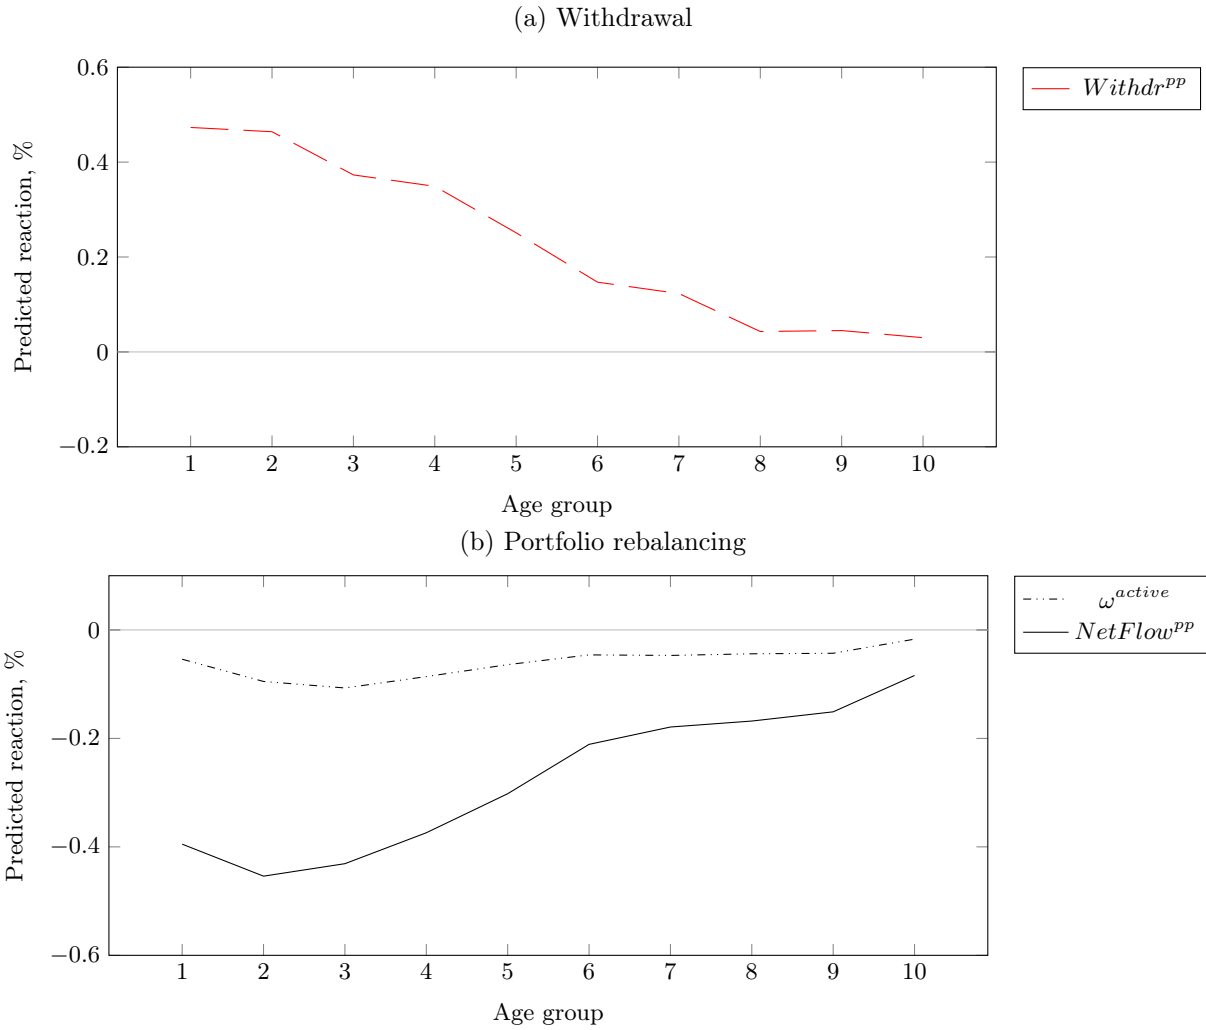 (a) Withdrawal
Predicted reaction, %
0.6
0.4
0.2
0
−0.2
1 2 3 4 5 6 7 8 9 10
Age group
Withdr^{pp}
(b) Portfolio rebalancing
Predicted reaction, %
0
−0.2
−0.4
−0.6
1 2 3 4 5 6 7 8 9 10
Age group
ω^{active}
NetFlow^{pp}